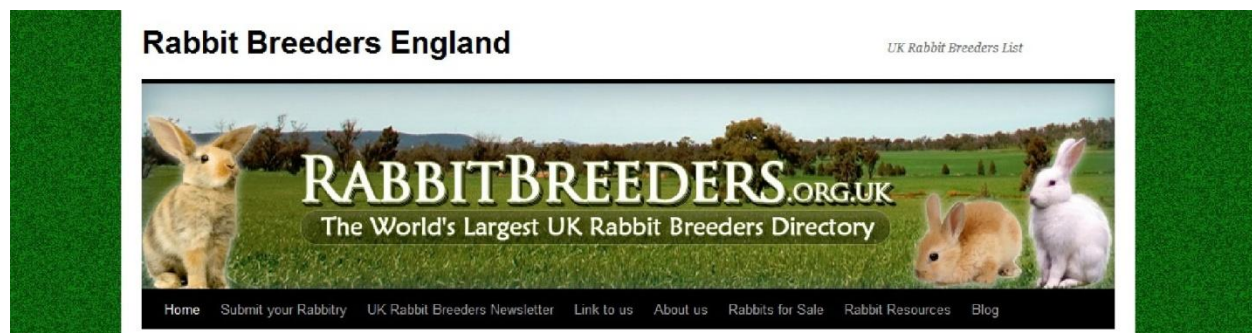 Rabbit Breeders England
UK Rabbit Breeders List
RABBITBREEDERS.ORG.UK
The World's Largest UK Rabbit Breeders Directory
Home Submit your Rabbitry UK Rabbit Breeders Newsletter Link to us About us Rabbits for Sale Rabbit Resources Blog